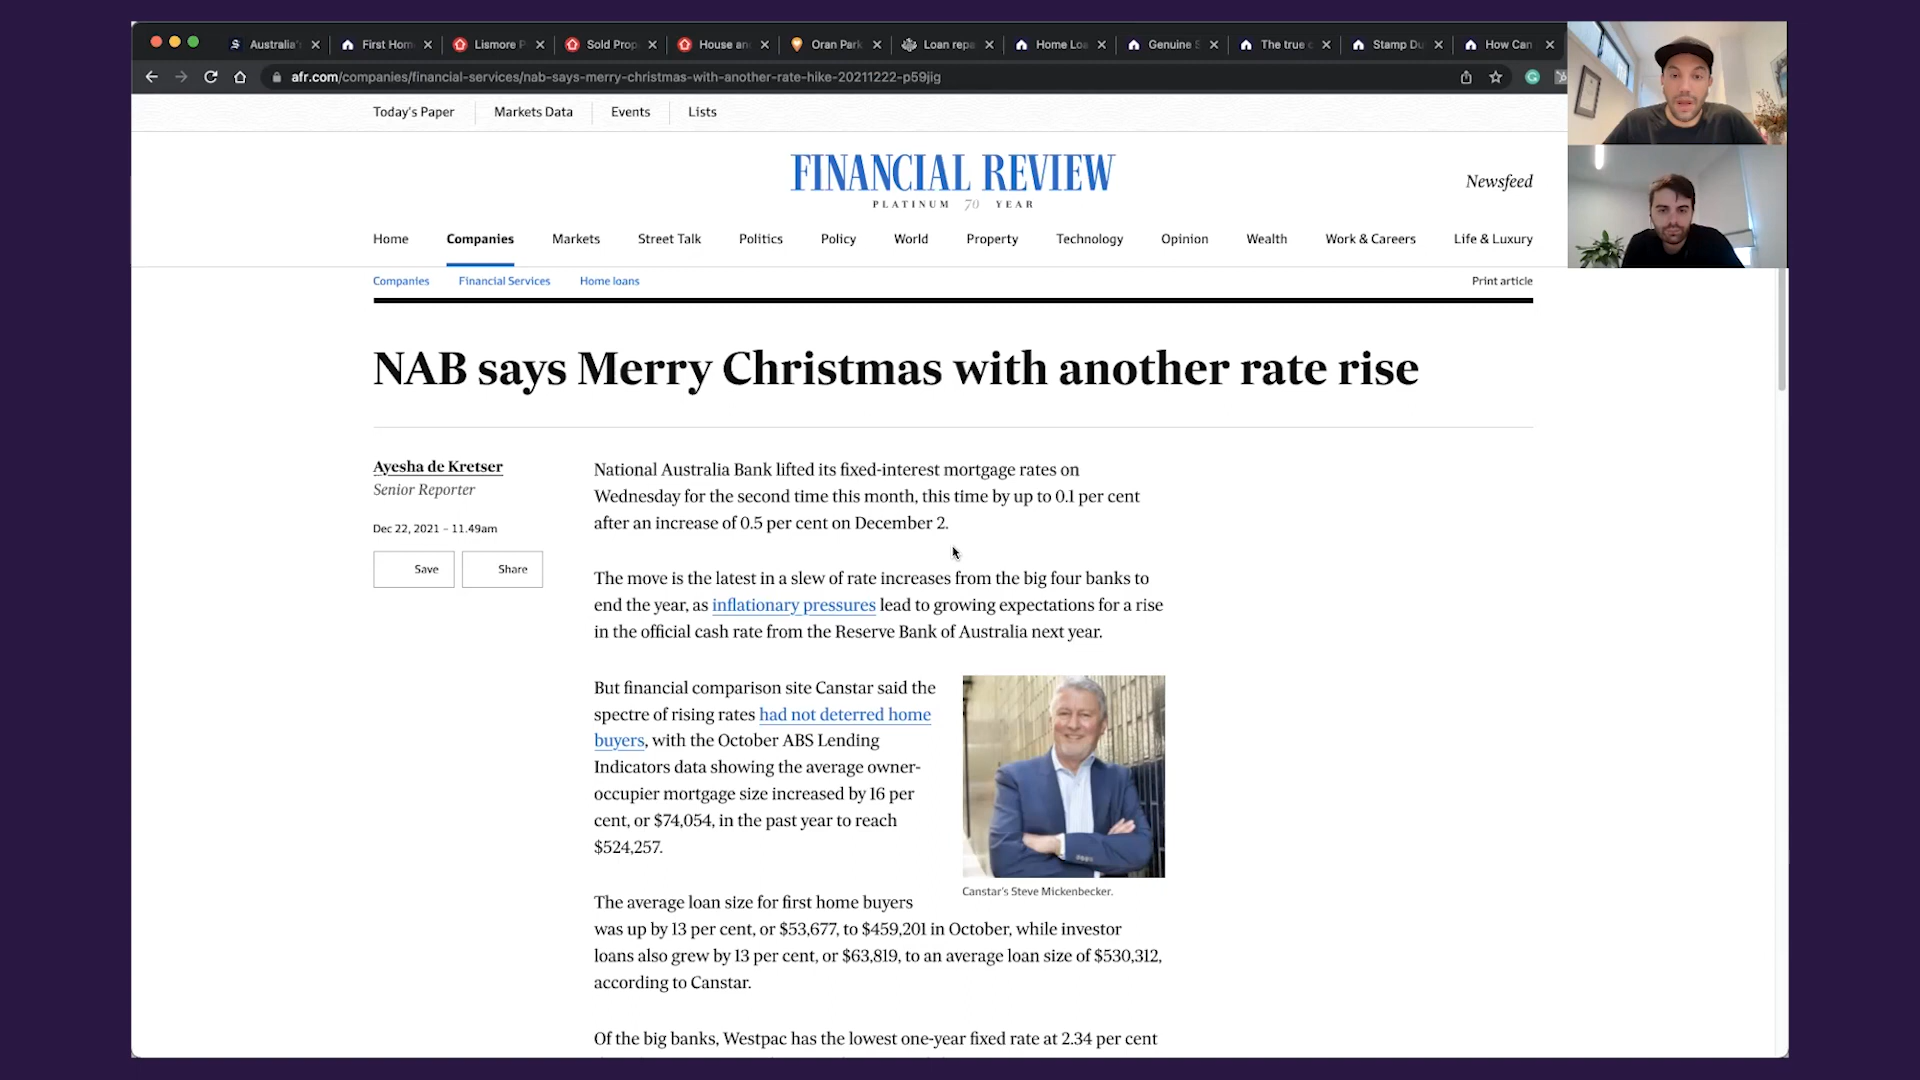 Australia'
First Hom
Lismore P
Sold Prop
House an
Oran Park
Loan repa
Home Loa
Genuine S
The true c
Stamp Du
How Can
afr.com/companies/financial-services/nab-says-merry-christmas-with-another-rate-hike-20211222-p59jig
Today's Paper
Markets Data
Events
Lists
FINANCIAL REVIEW
PLATINUM 70 YEAR
Newsfeed
Home
Companies
Markets
Street Talk
Politics
Policy
World
Property
Technology
Opinion
Wealth
Work & Careers
Life & Luxury
Companies
Financial Services
Home loans
Print article
NAB says Merry Christmas with another rate rise
Ayesha de Kretser
Senior Reporter
Dec 22, 2021 – 11.49am
Save
Share
National Australia Bank lifted its fixed-interest mortgage rates on
Wednesday for the second time this month, this time by up to 0.1 per cent
after an increase of 0.5 per cent on December 2.
The move is the latest in a slew of rate increases from the big four banks to
end the year, as inflationary pressures lead to growing expectations for a rise
in the official cash rate from the Reserve Bank of Australia next year.
But financial comparison site Canstar said the
spectre of rising rates had not deterred home
buyers, with the October ABS Lending
Indicators data showing the average owner-
occupier mortgage size increased by 16 per
cent, or $74,054, in the past year to reach
$524,257.
Canstar's Steve Mickenbecker.
The average loan size for first home buyers
was up by 13 per cent, or $53,677, to $459,201 in October, while investor
loans also grew by 13 per cent, or $63,819, to an average loan size of $530,312,
according to Canstar.
Of the big banks, Westpac has the lowest one-year fixed rate at 2.34 per cent